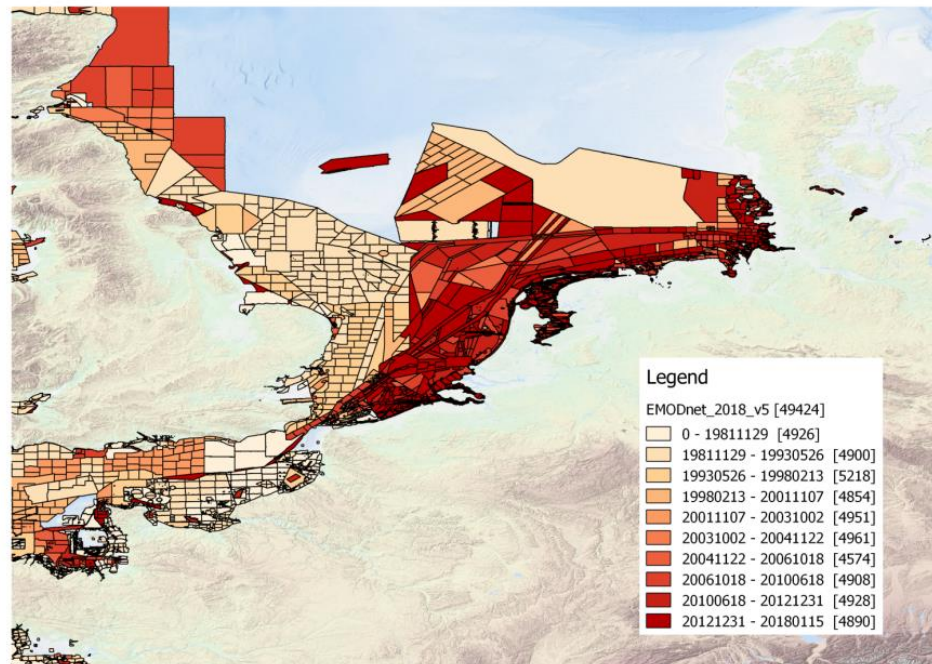 Legend
EMODnet_2018_v5 [49424]
0 - 19811129 [4926]
19811129 - 19930526 [4900]
19930526 - 19980213 [5218]
19980213 - 20011107 [4854]
20011107 - 20031002 [4951]
20031002 - 20041122 [4961]
20041122 - 20061018 [4574]
20061018 - 20100618 [4908]
20100618 - 20121231 [4928]
20121231 - 20180115 [4890]